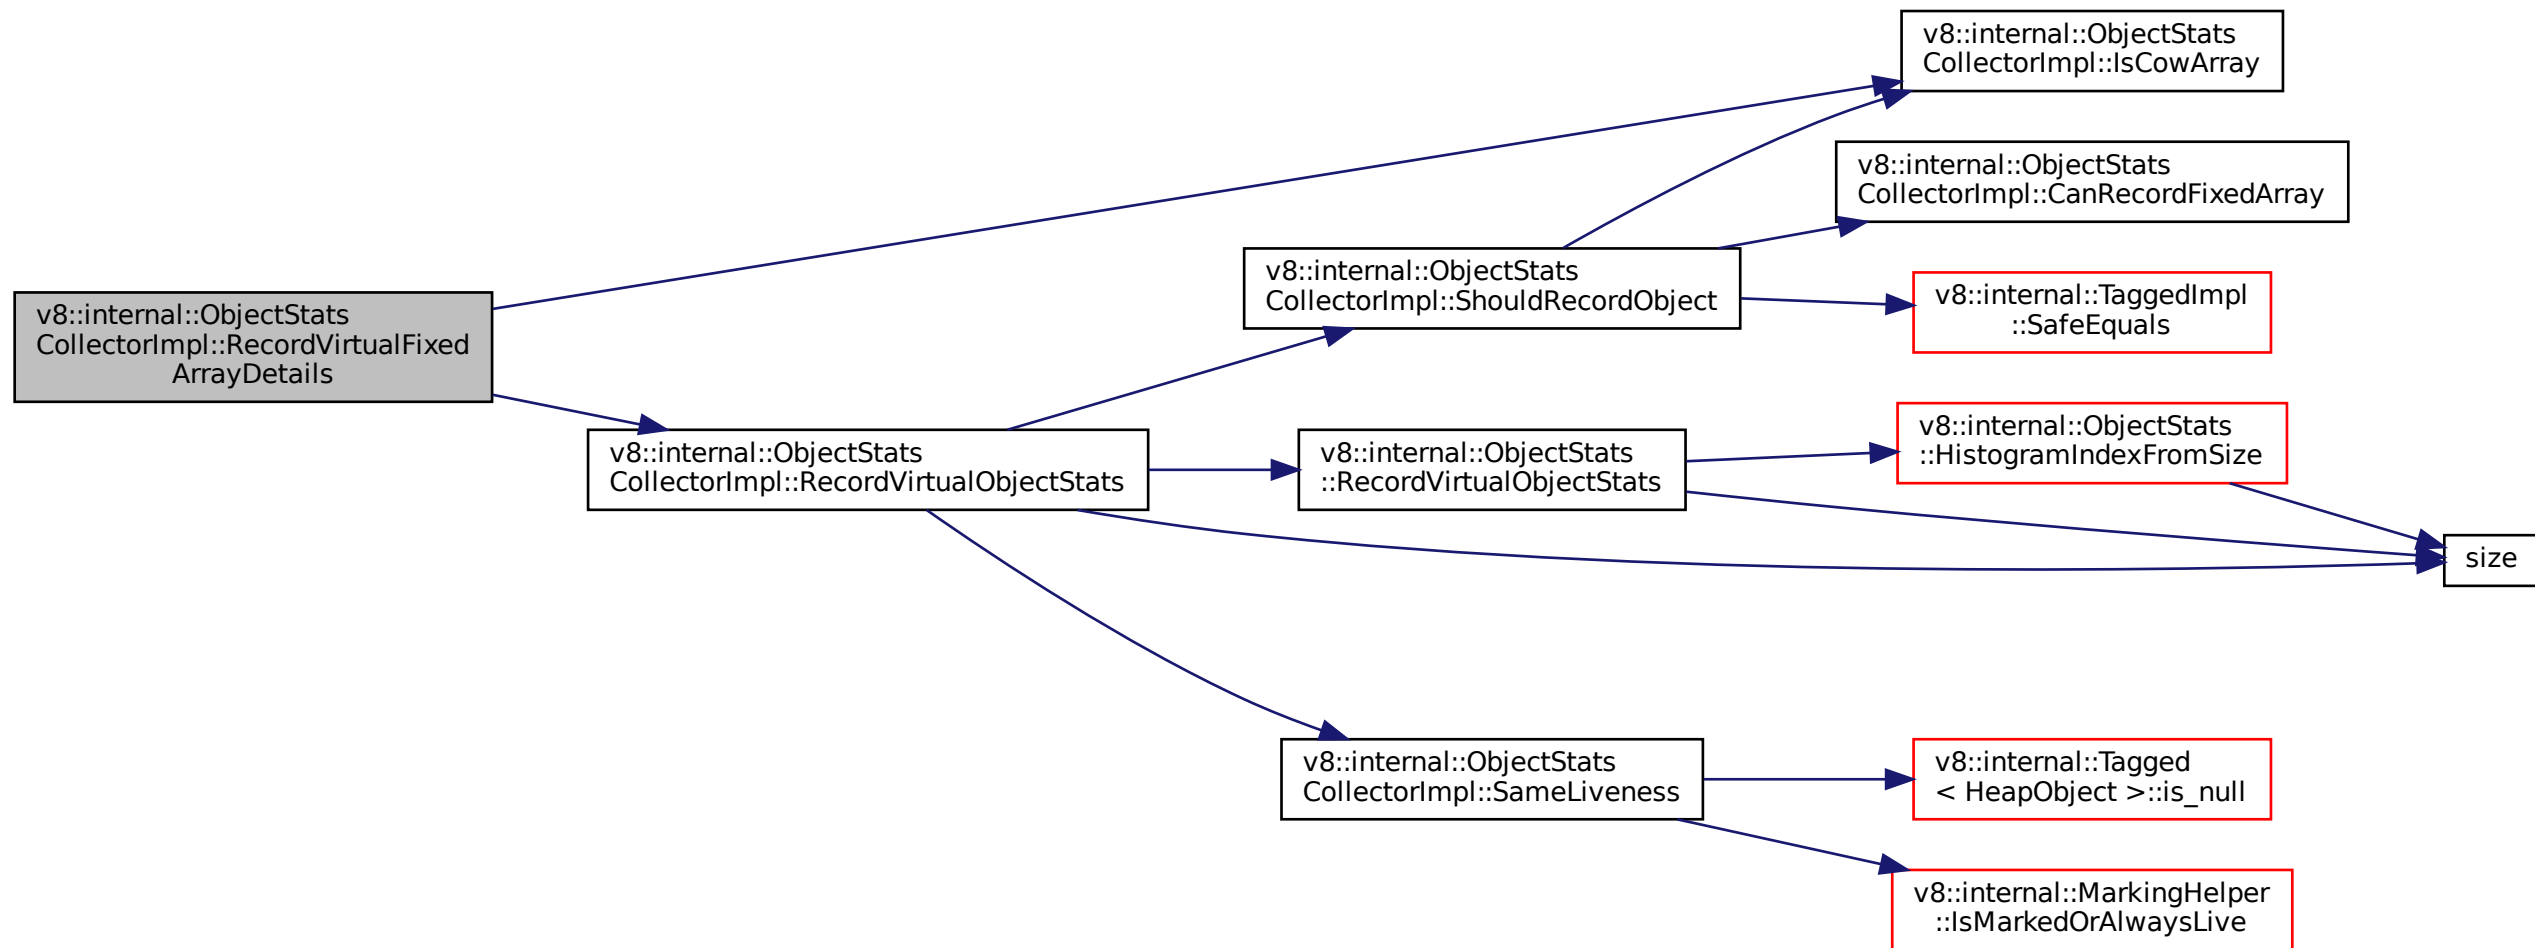 v8::internal::ObjectStats
CollectorImpl::RecordVirtualFixed
ArrayDetails
v8::internal::ObjectStats
CollectorImpl::IsCowArray
v8::internal::ObjectStats
CollectorImpl::RecordVirtualObjectStats
v8::internal::ObjectStats
CollectorImpl::ShouldRecordObject
v8::internal::ObjectStats
CollectorImpl::CanRecordFixedArray
v8::internal::TaggedImpl
::SafeEquals
v8::internal::ObjectStats
::RecordVirtualObjectStats
v8::internal::ObjectStats
::HistogramIndexFromSize
size
v8::internal::ObjectStats
CollectorImpl::SameLiveness
v8::internal::Tagged
< HeapObject >::is_null
v8::internal::MarkingHelper
::IsMarkedOrAlwaysLive